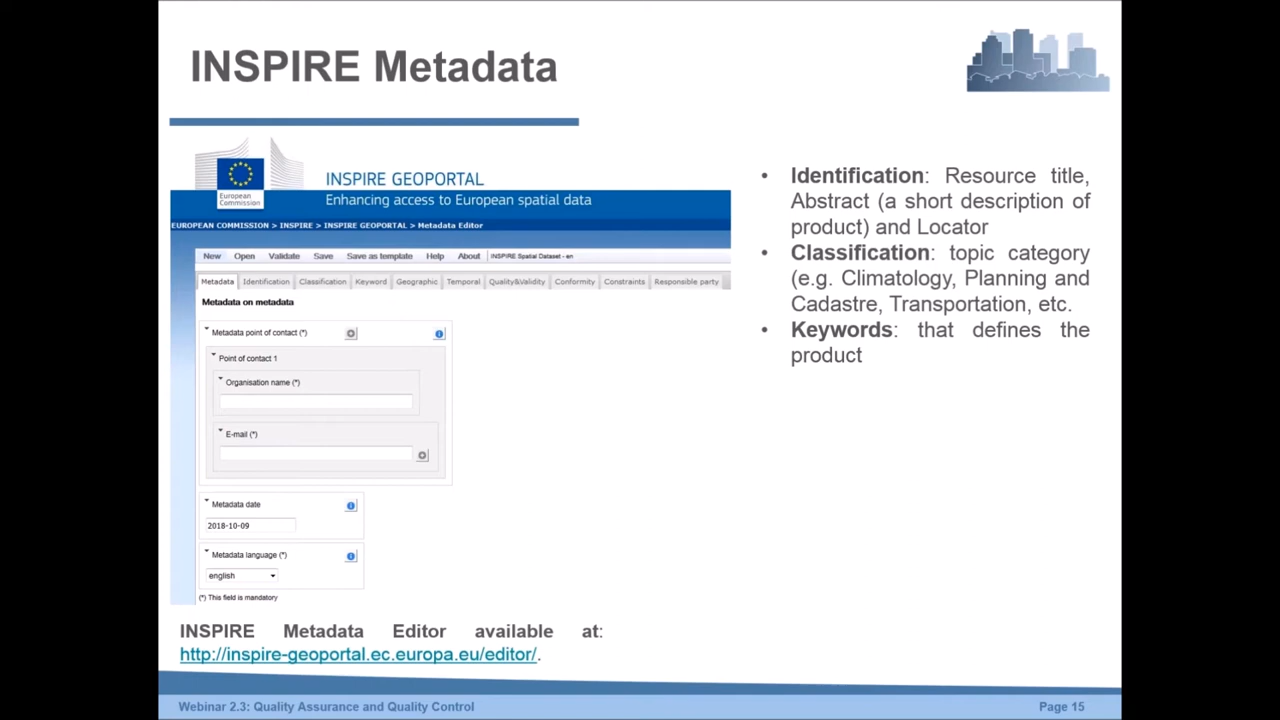 INSPIRE Metadata
European
Commission
INSPIRE GEOPORTAL
Enhancing access to European spatial data
EUROPEAN COMMISSION > INSPIRE > INSPIRE GEOPORTAL > Metadata Editor
New Open Validate Save Save as template Help About INSPIRE Spatial Dataset - en
Metadata Identification Classification Keyword Geographic Temporal Quality&Validity Conformity Constraints Responsible party
Metadata on metadata
Metadata point of contact (*)
Point of contact 1
Organisation name (*)
E-mail (*)
Metadata date
2018-10-09
Metadata language (*)
english
(*) This field is mandatory
INSPIRE Metadata Editor available at:
http://inspire-geoportal.ec.europa.eu/editor/.
• Identification: Resource title,
Abstract (a short description of
product) and Locator
• Classification: topic category
(e.g. Climatology, Planning and
Cadastre, Transportation, etc.
• Keywords: that defines the
product
Webinar 2.3: Quality Assurance and Quality Control
Page 15